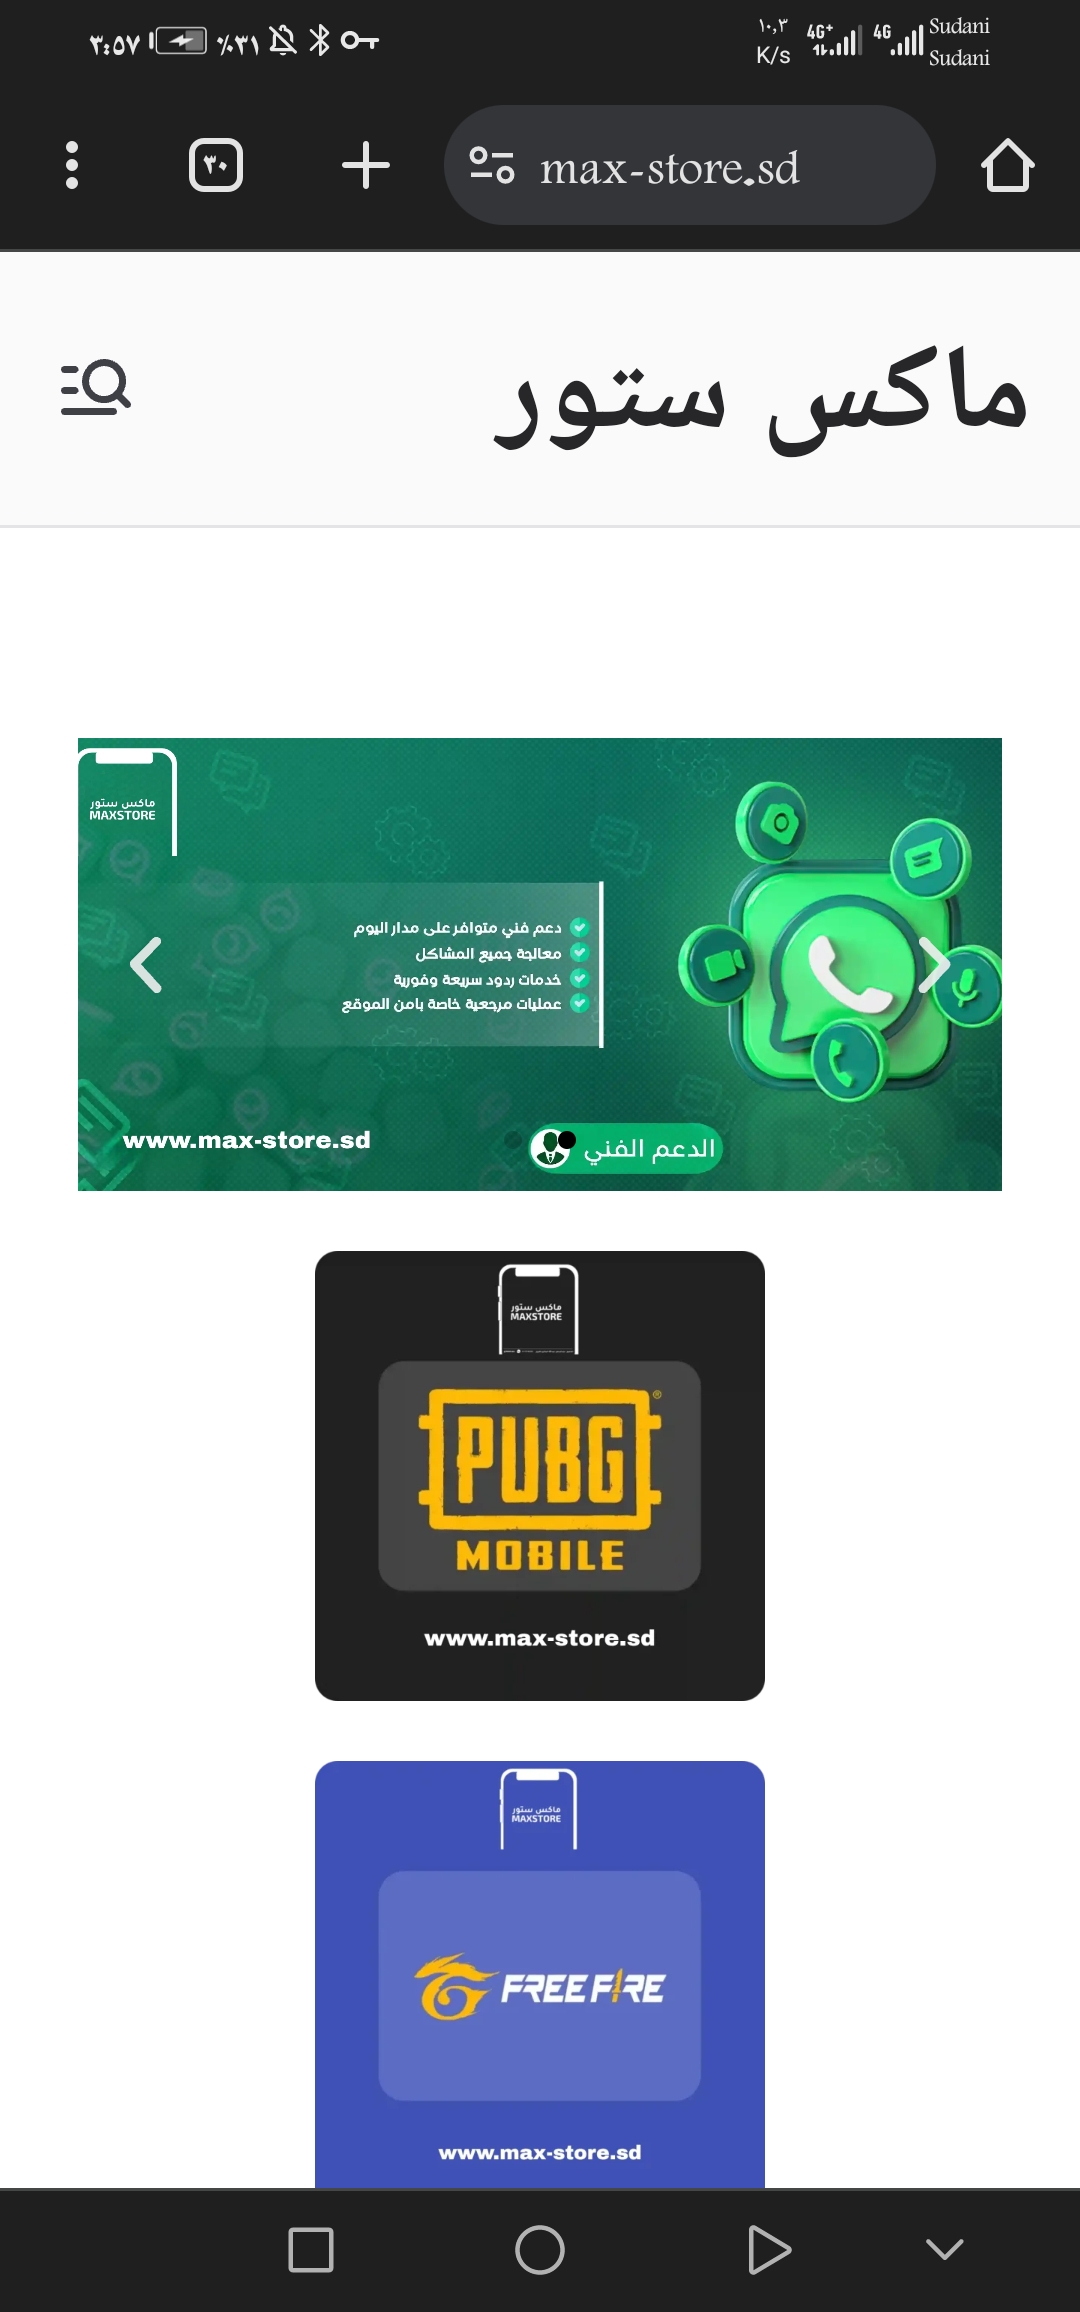 ٣:٥٧ ٪٣١ ١٠,٣ K/s 4G+ 4G Sudani
Sudani
٣٠ max-store.sd
ماكس ستور
ماكس ستور
MAXSTORE
دعم فني متوافر على مدار اليوم
معالجة جميع المشاكل
خدمات ردود سريعة وفورية
عمليات مرجعية خاصة بامن الموقع
www.max-store.sd
الدعم الفني
ماكس ستور
MAXSTORE
PUBG
®
MOBILE
www.max-store.sd
ماكس ستور
MAXSTORE
FREE FIRE
www.max-store.sd